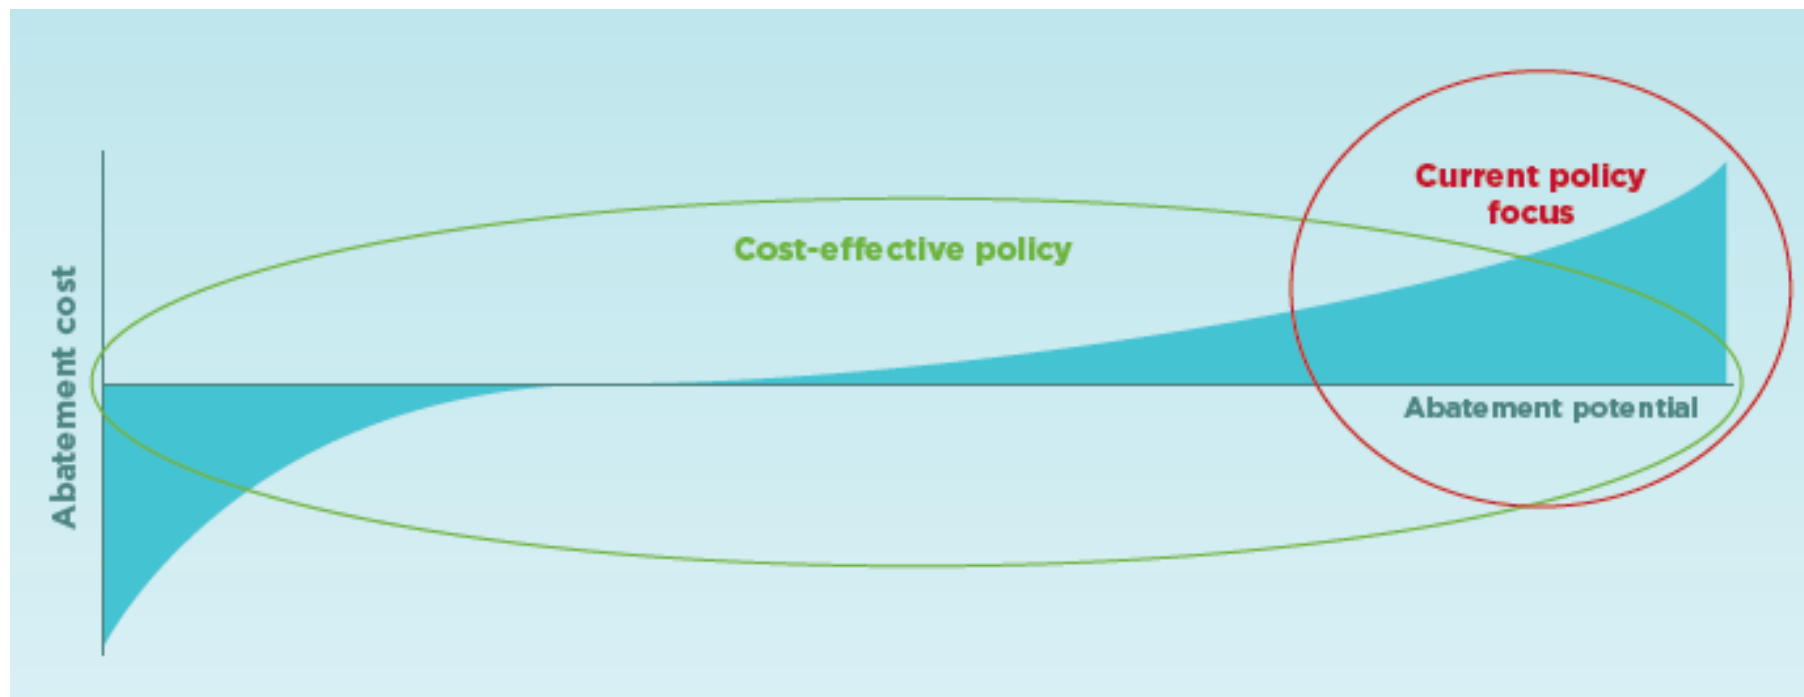 Current policy
focus
Cost-effective policy
Abatement cost
Abatement potential